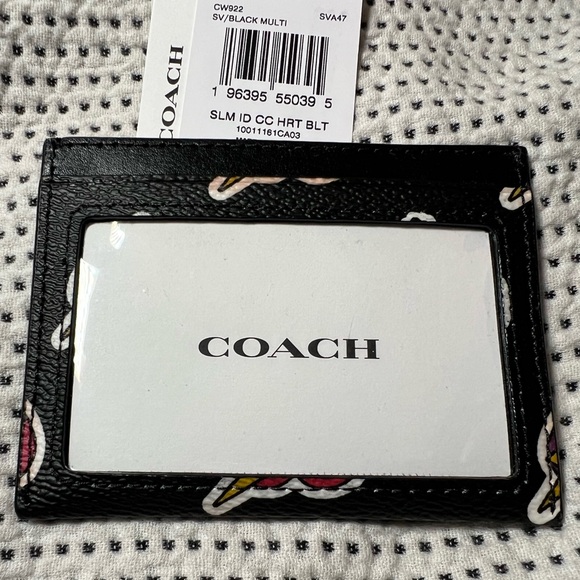 CW922 SVA47
SV/BLACK MULTI
1 96395 55039 5
SLM ID CC HRT BLT
10011161CA03
COACH
COACH